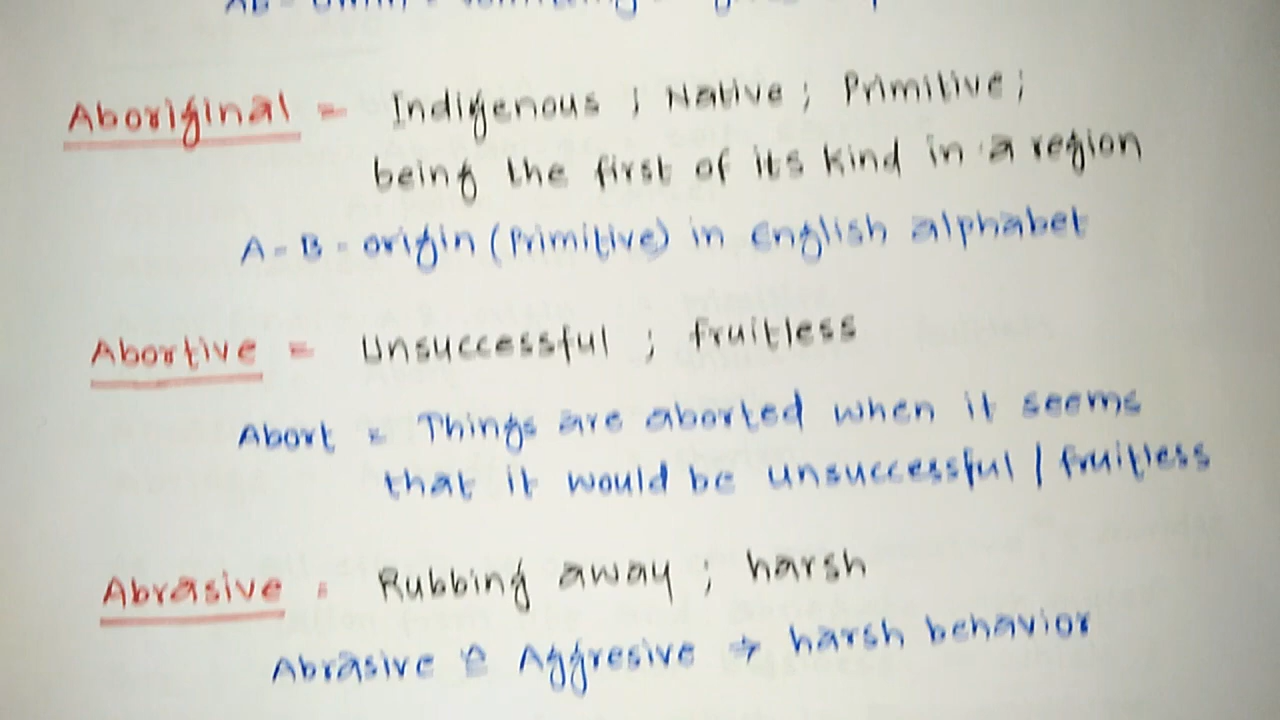 Aboriginal = Indigenous ; Native ; Primitive ;
being the first of its kind in a region
A-B-origin (Primitive) in English alphabet
Abortive = Unsuccessful ; fruitless
Abort = Things are aborted when it seems
that it would be unsuccessful / fruitless
Abrasive = Rubbing away ; harsh
Abrasive ≅ Aggresive → harsh behavior